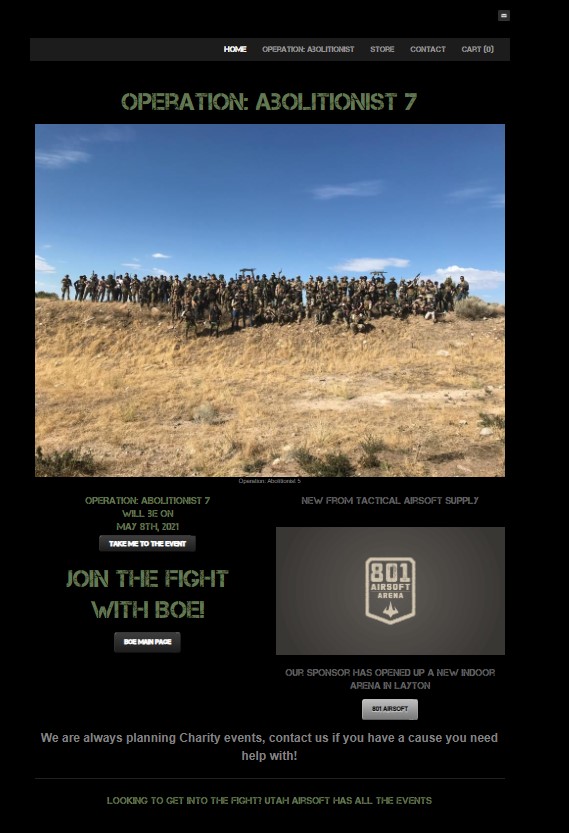 HOME OPERATION: ABOLITIONIST STORE CONTACT CART (0)
OPERATION: ABOLITIONIST 7
Operation: Abolitionist 5
OPERATION: ABOLITIONIST 7
WILL BE ON
MAY 8TH, 2021
TAKE ME TO THE EVENT
JOIN THE FIGHT
WITH BOE!
BOE MAIN PAGE
NEW FROM TACTICAL AIRSOFT SUPPLY
801
AIRSOFT
ARENA
OUR SPONSOR HAS OPENED UP A NEW INDOOR
ARENA IN LAYTON
801 AIRSOFT
We are always planning Charity events, contact us if you have a cause you need
help with!
LOOKING TO GET INTO THE FIGHT? UTAH AIRSOFT HAS ALL THE EVENTS